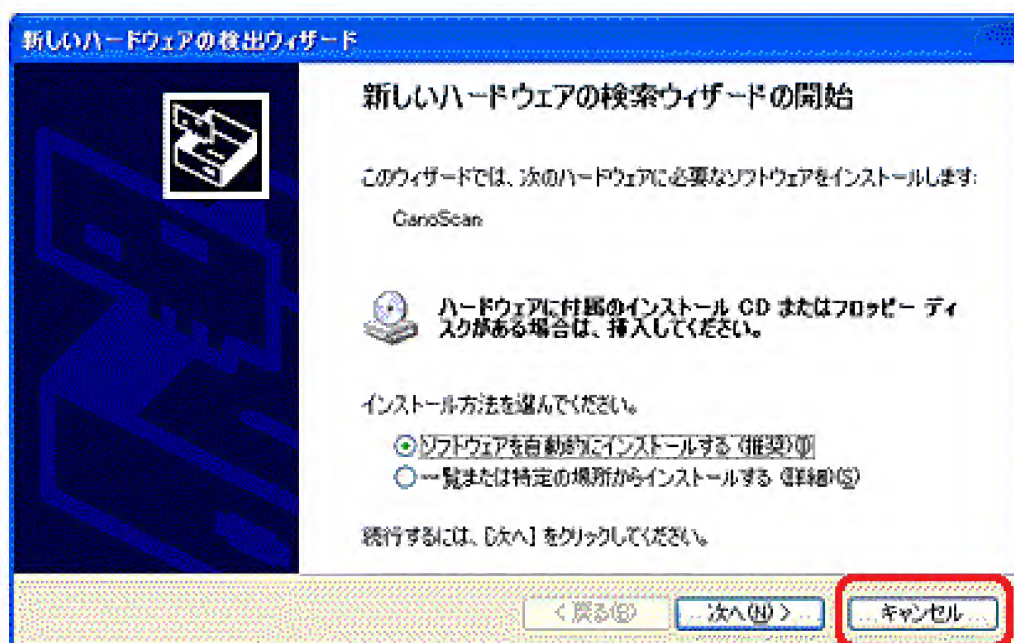 新しいハードウェアの検出ウィザード
新しいハードウェアの検索ウィザードの開始
このウィザードでは、次のハードウェアに必要なソフトウェアをインストールします:
CanoScan
ハードウェアに付属のインストール CD またはフロッピー ディ
スクがある場合は、挿入してください。
インストール方法を選んでください。
ソフトウェアを自動的にインストールする (推奨)(I)
一覧または特定の場所からインストールする (詳細)(S)
続行するには、[次へ] をクリックしてください。
< 戻る(B)
次へ(N) >
キャンセル